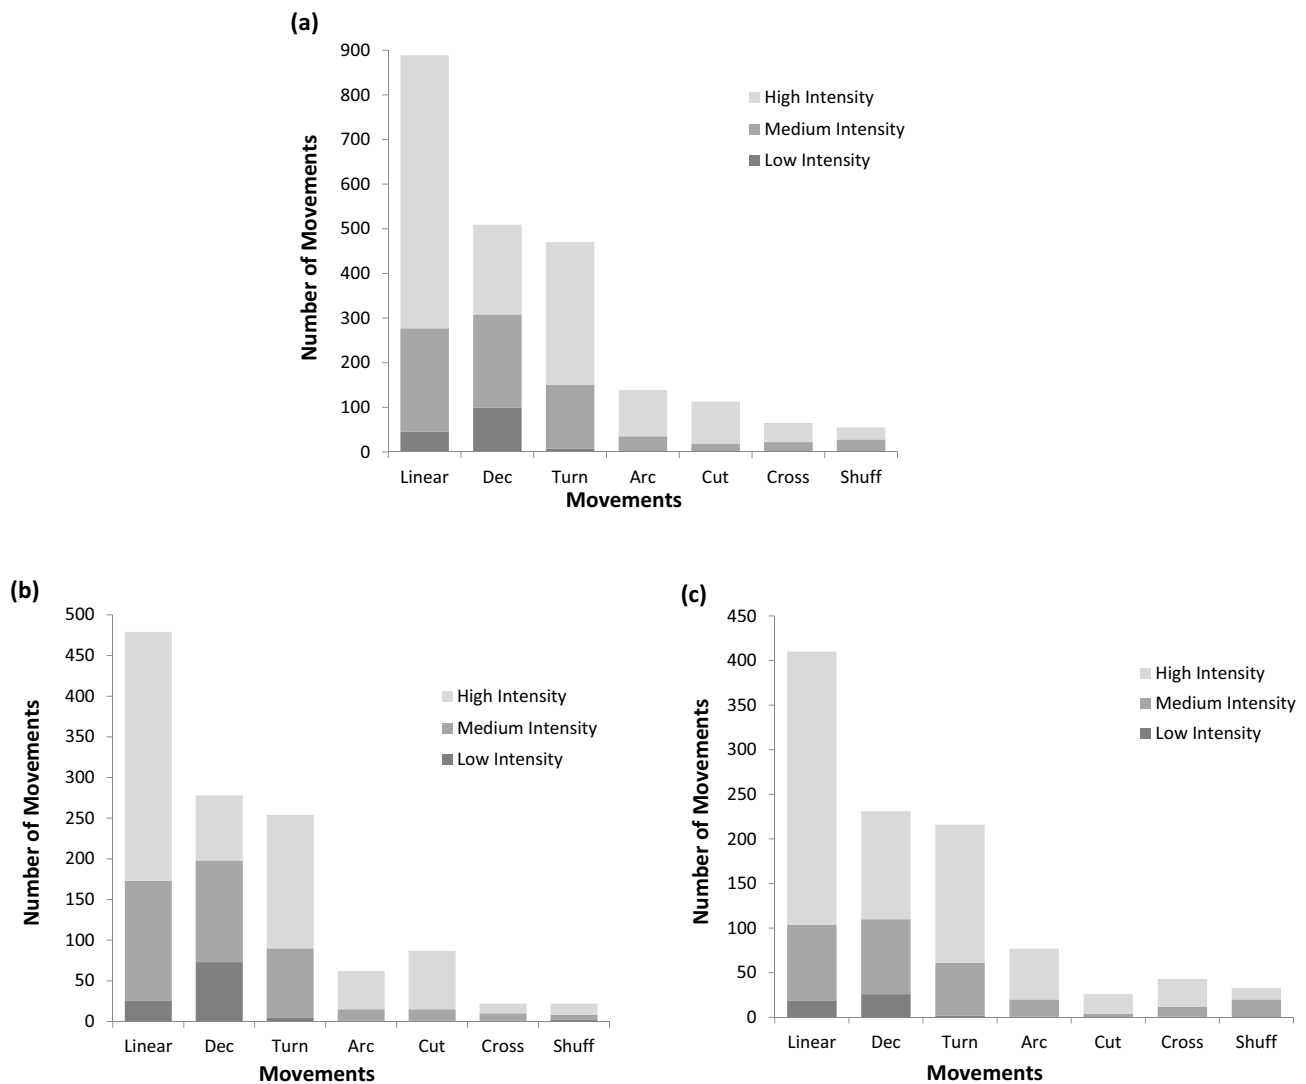 (a)
900
800
700
600
500
400
300
200
100
0
Number of Movements
High Intensity
Medium Intensity
Low Intensity
Linear Dec Turn Arc Cut Cross Shuff
Movements
(b)
500
450
400
350
300
250
200
150
100
50
0
Number of Movements
High Intensity
Medium Intensity
Low Intensity
Linear Dec Turn Arc Cut Cross Shuff
Movements
(c)
450
400
350
300
250
200
150
100
50
0
Number of Movements
High Intensity
Medium Intensity
Low Intensity
Linear Dec Turn Arc Cut Cross Shuff
Movements